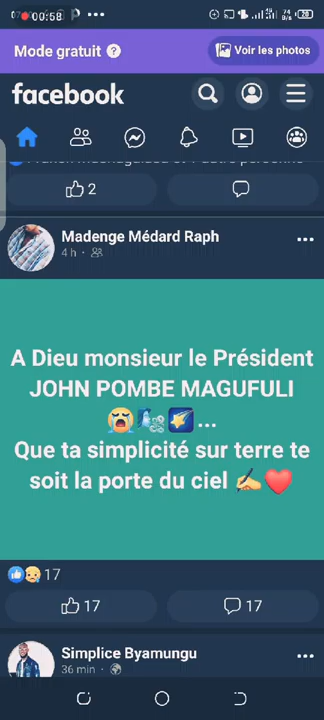 00:58
Mode gratuit ?
Voir les photos
facebook
2
Madenge Médard Raph
4 h
A Dieu monsieur le Président
JOHN POMBE MAGUFULI
😭🌬️🌠...
Que ta simplicité sur terre te
soit la porte du ciel ✍🏼❤️
17
17
17
Simplice Byamungu
36 min